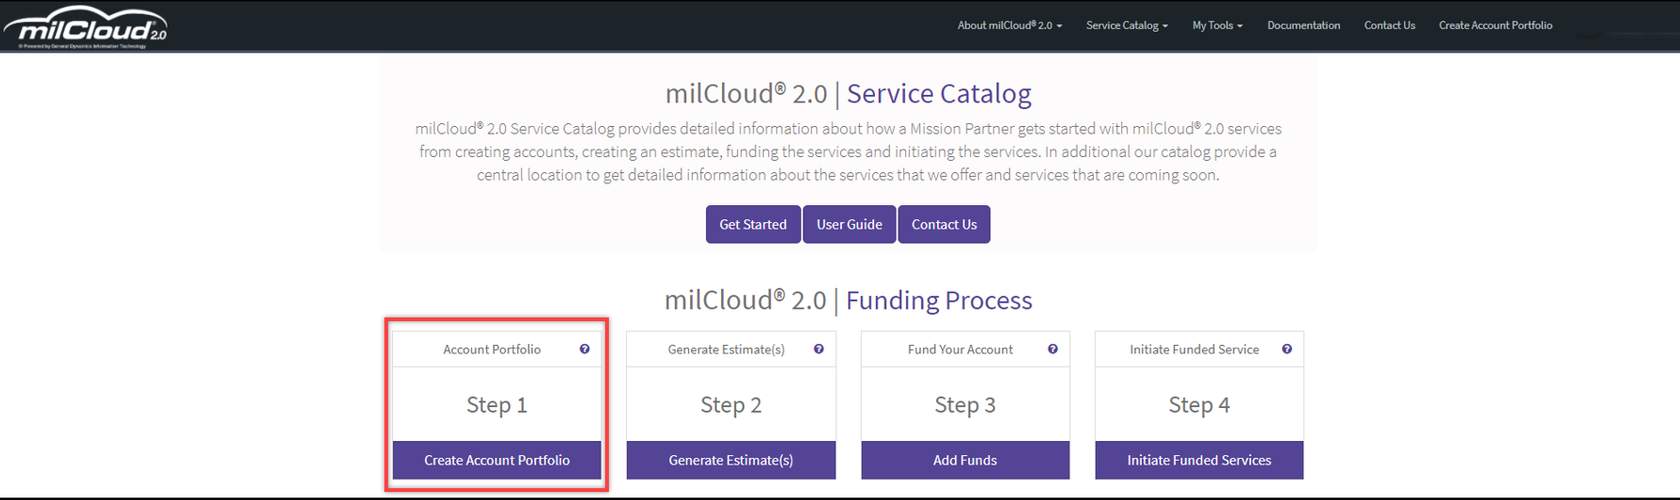 milCloud® 2.0
® Powered by General Dynamics Information Technology
About milCloud® 2.0 Service Catalog My Tools Documentation Contact Us Create Account Portfolio
milCloud® 2.0 | Service Catalog
milCloud® 2.0 Service Catalog provides detailed information about how a Mission Partner gets started with milCloud® 2.0 services
from creating accounts, creating an estimate, funding the services and initiating the services. In additional our catalog provide a
central location to get detailed information about the services that we offer and services that are coming soon.
Get Started User Guide Contact Us
milCloud® 2.0 | Funding Process
Account Portfolio ? Generate Estimate(s) ? Fund Your Account ? Initiate Funded Service ?
Step 1 Step 2 Step 3 Step 4
Create Account Portfolio Generate Estimate(s) Add Funds Initiate Funded Services